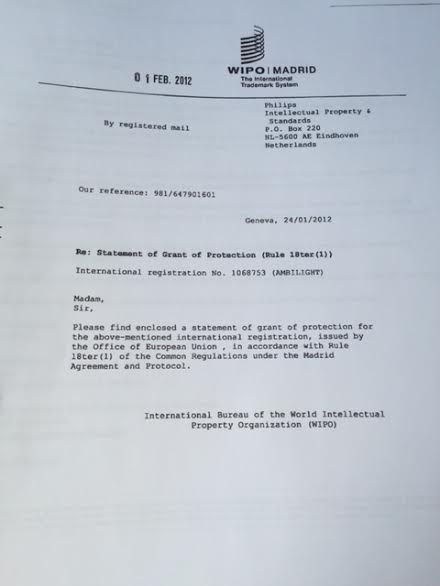 WIPO | MADRID
The International
Trademark System
01 FEB. 2012
By registered mail
Philips
Intellectual Property &
Standards
P.O. Box 220
NL-5600 AE Eindhoven
Netherlands
Our reference: 981/647901601
Geneva, 24/01/2012
Re: Statement of Grant of Protection (Rule 18ter(1))
International registration No. 1068753 (AMBILIGHT)
Madam,
Sir,
Please find enclosed a statement of grant of protection for
the above-mentioned international registration, issued by
the Office of European Union , in accordance with Rule
18ter(1) of the Common Regulations under the Madrid
Agreement and Protocol.
International Bureau of the World Intellectual
Property Organization (WIPO)